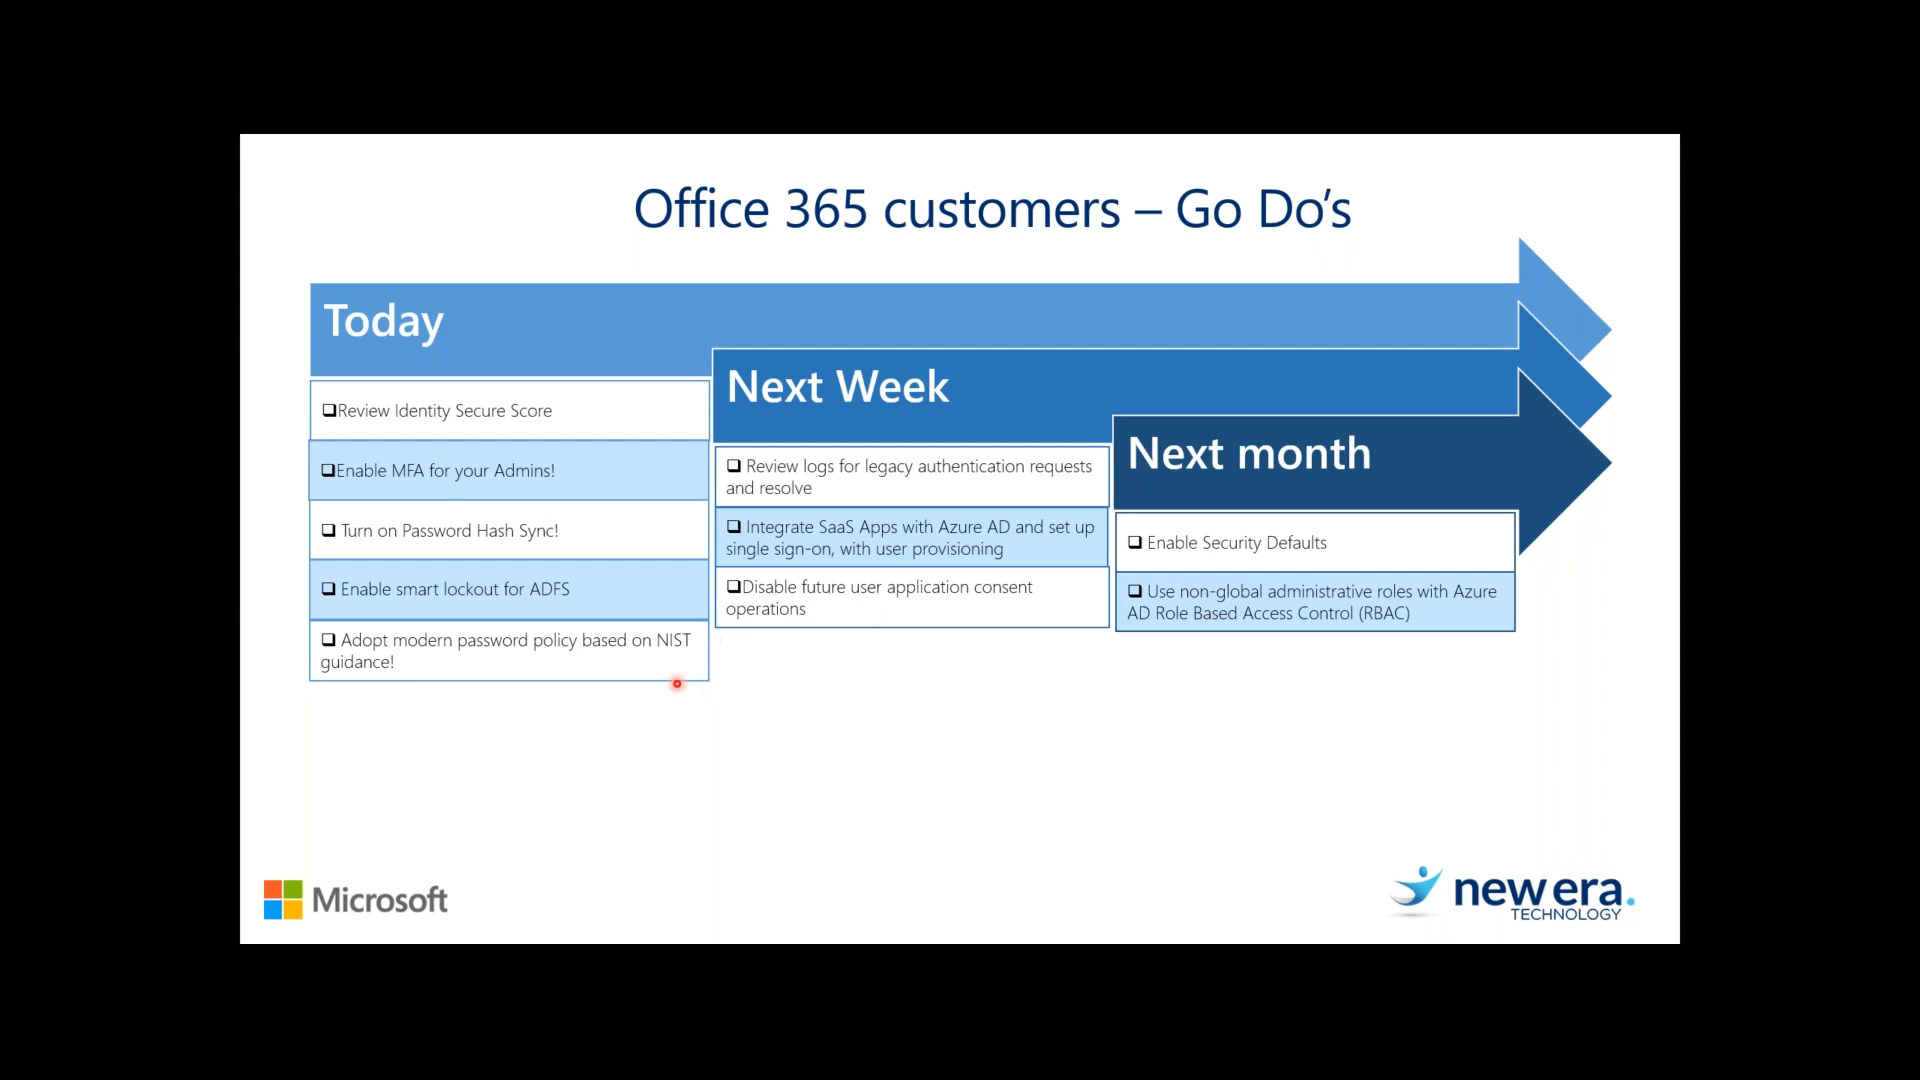 Office 365 customers – Go Do's
Today
❑Review Identity Secure Score
❑Enable MFA for your Admins!
❑ Turn on Password Hash Sync!
❑ Enable smart lockout for ADFS
❑ Adopt modern password policy based on NIST
guidance!
Next Week
❑ Review logs for legacy authentication requests
and resolve
❑ Integrate SaaS Apps with Azure AD and set up
single sign-on, with user provisioning
❑Disable future user application consent
operations
Next month
❑ Enable Security Defaults
❑ Use non-global administrative roles with Azure
AD Role Based Access Control (RBAC)
Microsoft
new era.
TECHNOLOGY